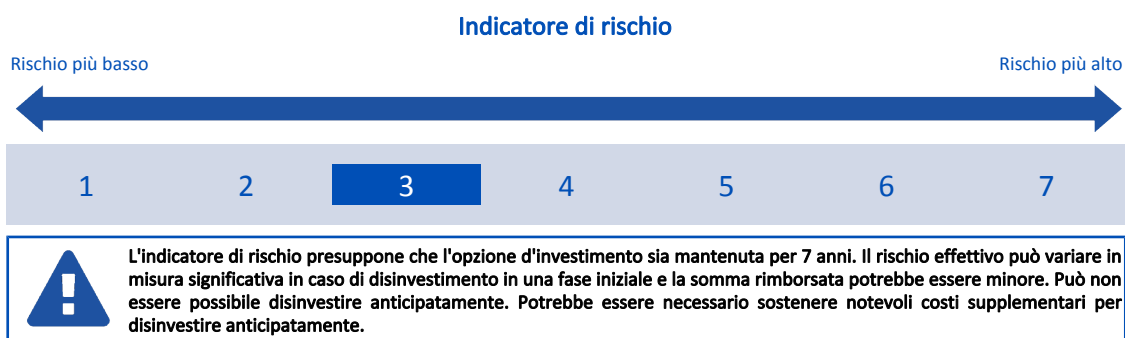 Indicatore di rischio
Rischio più basso
Rischio più alto
1 2 3 4 5 6 7
L'indicatore di rischio presuppone che l'opzione d'investimento sia mantenuta per 7 anni. Il rischio effettivo può variare in
misura significativa in caso di disinvestimento in una fase iniziale e la somma rimborsata potrebbe essere minore. Può non
essere possibile disinvestire anticipatamente. Potrebbe essere necessario sostenere notevoli costi supplementari per
disinvestire anticipatamente.